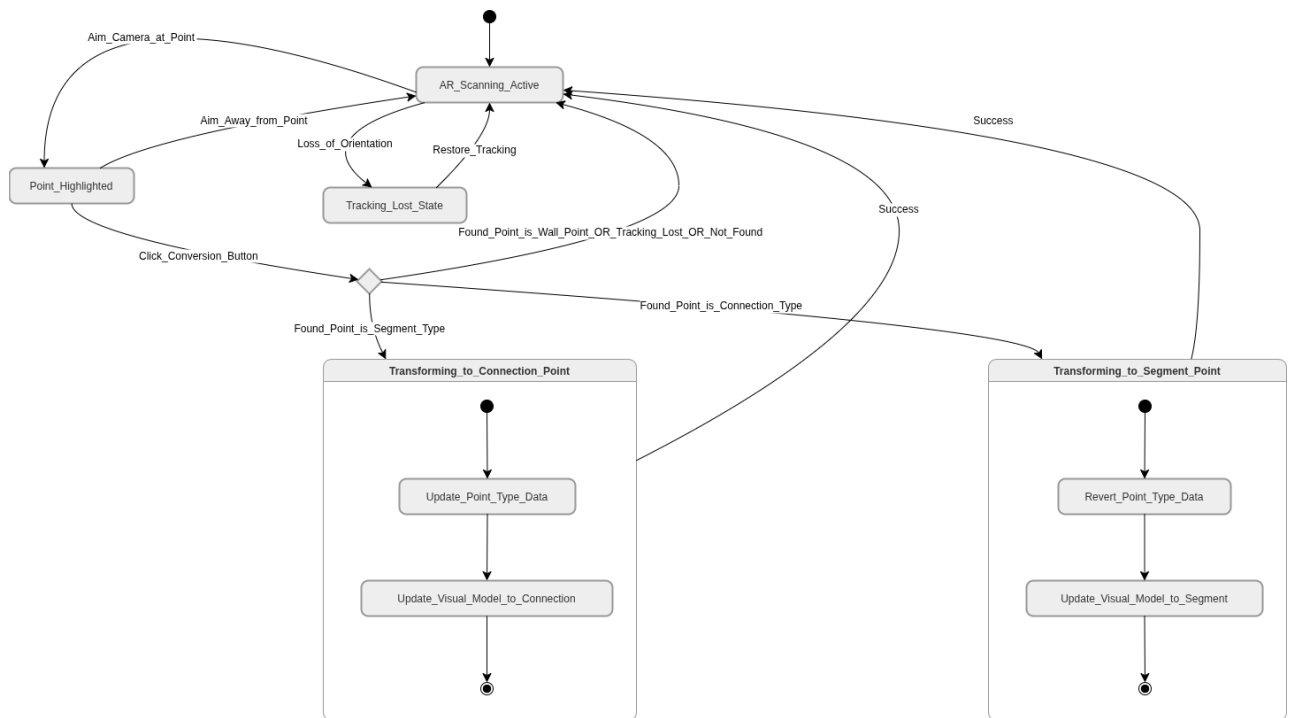 Aim_Camera_at_Point
AR_Scanning_Active
Aim_Away_from_Point
Success
Loss_of_Orientation
Restore_Tracking
Point_Highlighted
Tracking_Lost_State
Success
Found_Point_is_Wall_Point_OR_Tracking_Lost_OR_Not_Found
Click_Conversion_Button
Found_Point_is_Connection_Type
Found_Point_is_Segment_Type
Transforming_to_Connection_Point
Transforming_to_Segment_Point
Update_Point_Type_Data
Revert_Point_Type_Data
Update_Visual_Model_to_Connection
Update_Visual_Model_to_Segment